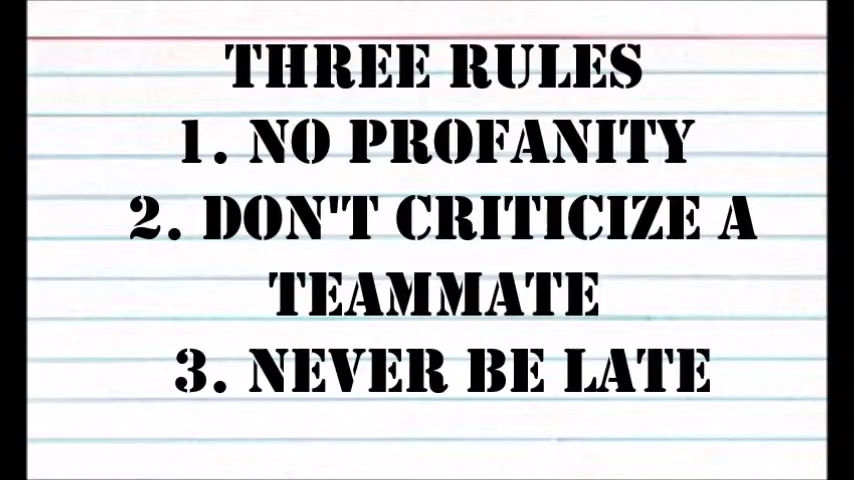 THREE RULES
1. NO PROFANITY
2. DON'T CRITICIZE A
TEAMMATE
3. NEVER BE LATE